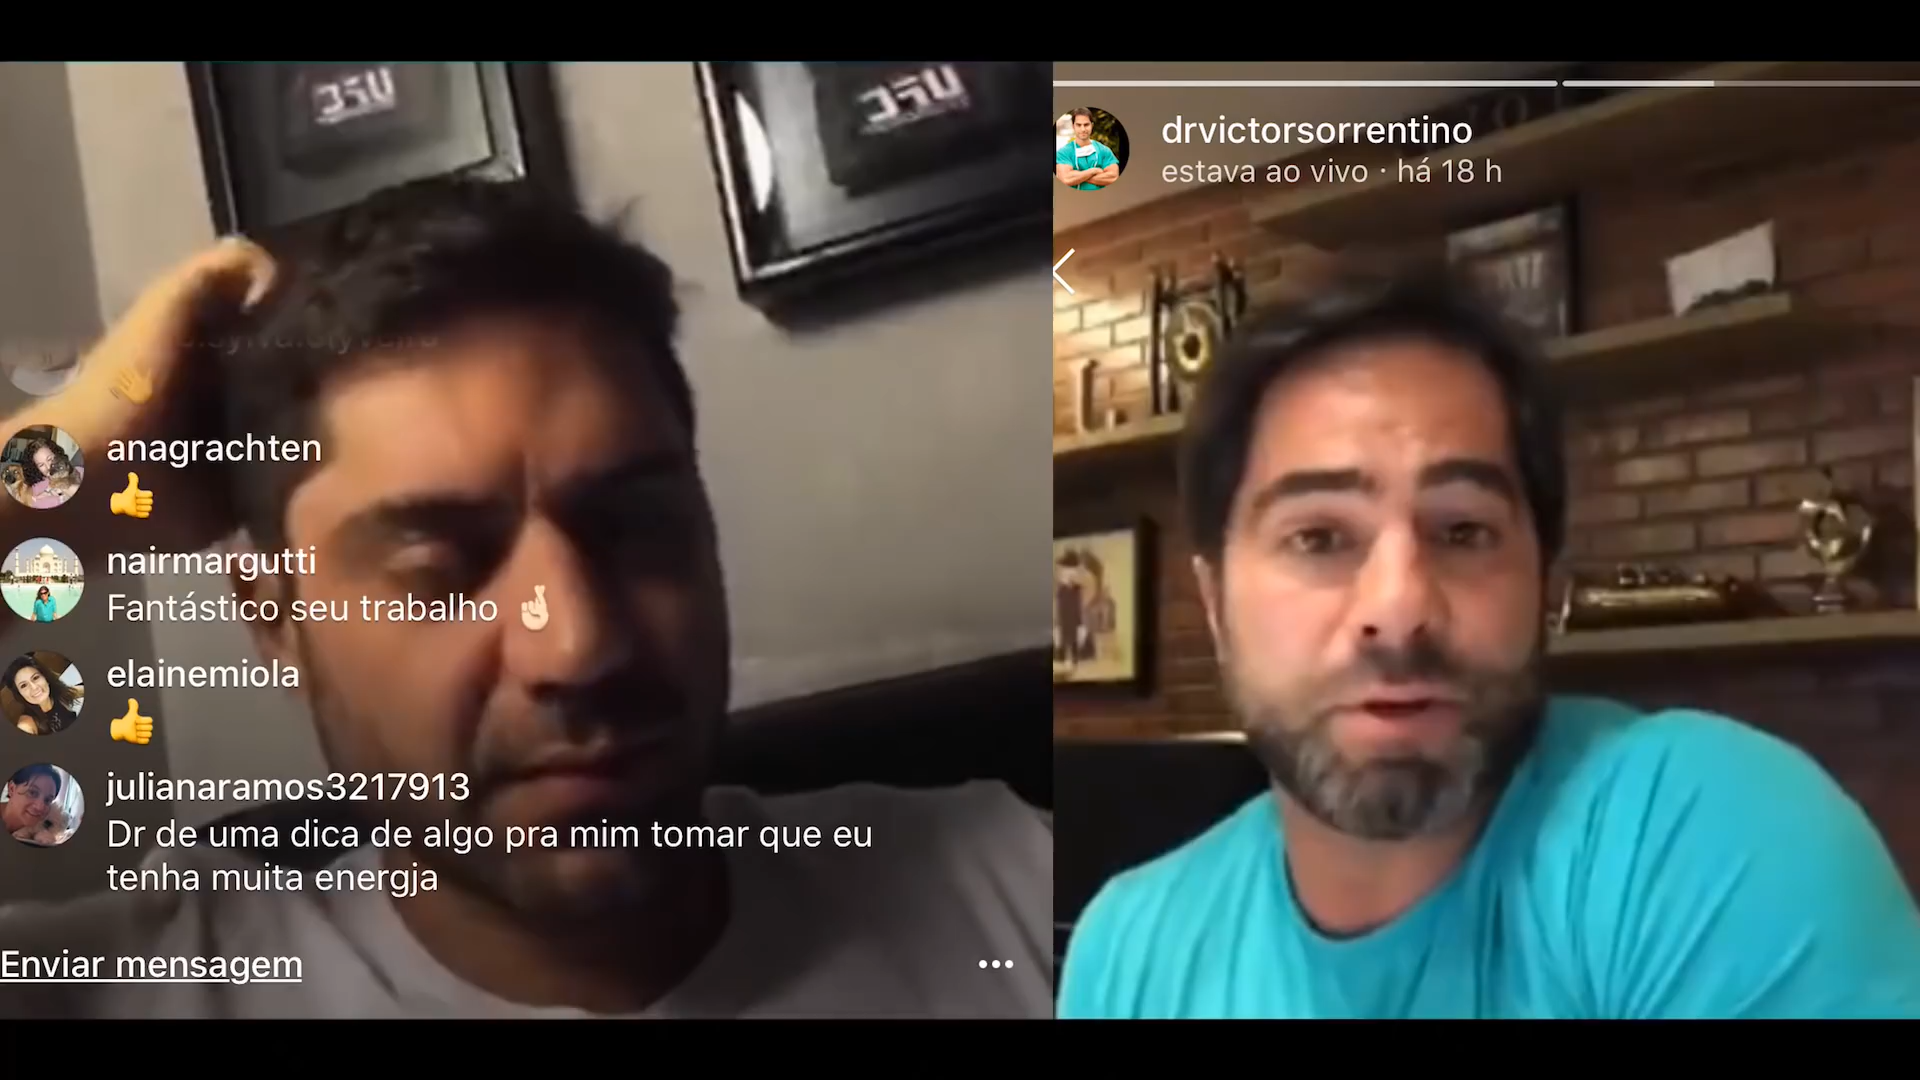 drvictorsorrentino
estava ao vivo · há 18 h
anagrachten
nairmargutti
Fantástico seu trabalho
elainemiola
julianaramos3217913
Dr de uma dica de algo pra mim tomar que eu
tenha muita energja
Enviar mensagem